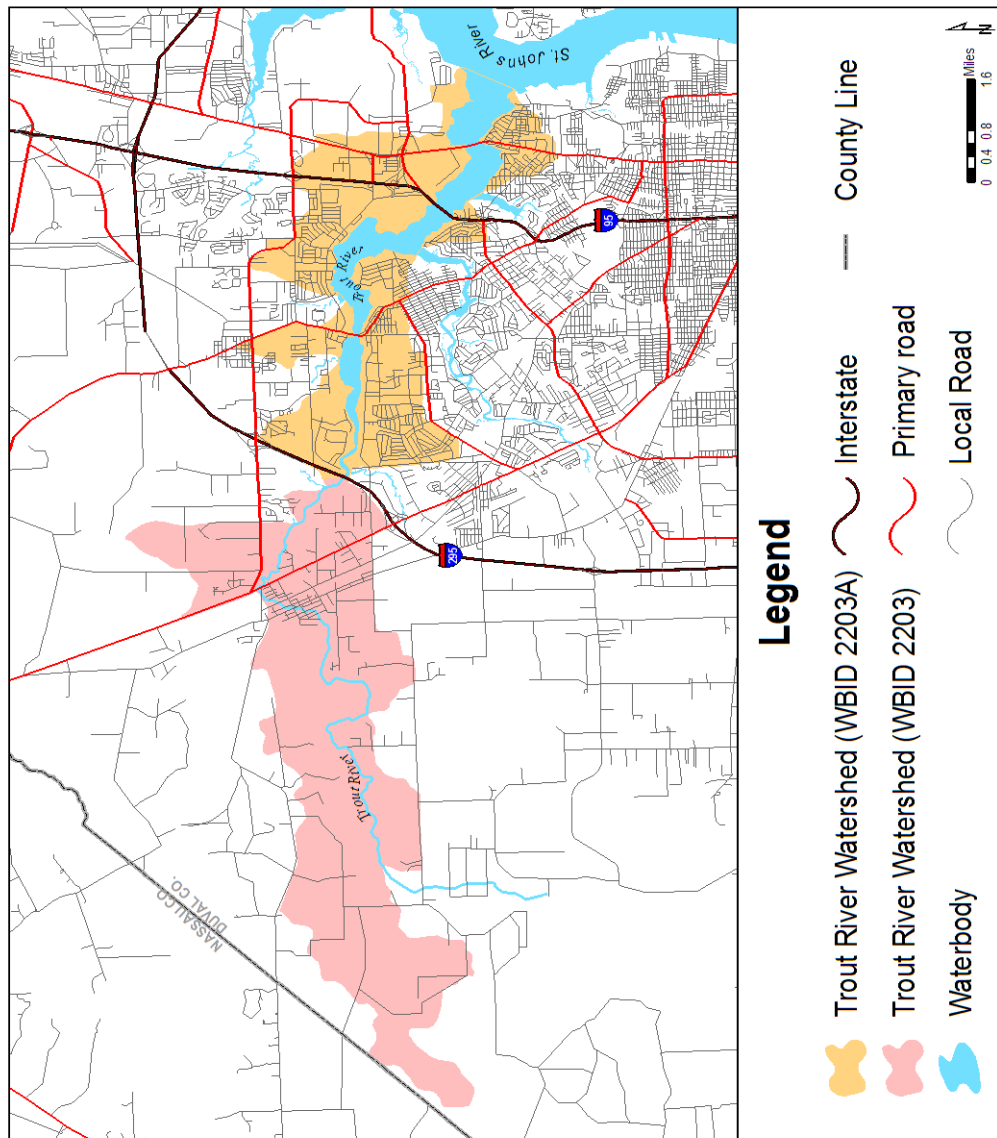 St. Johns
River
Trout River
Trout River
95
295
NASSAU CO.
DUVAL CO.
Legend
Trout River Watershed (WBID 2203A)
Interstate
County Line
Trout River Watershed (WBID 2203)
Primary road
Waterbody
Local Road
0 0.4 0.8 1.6
Miles
N